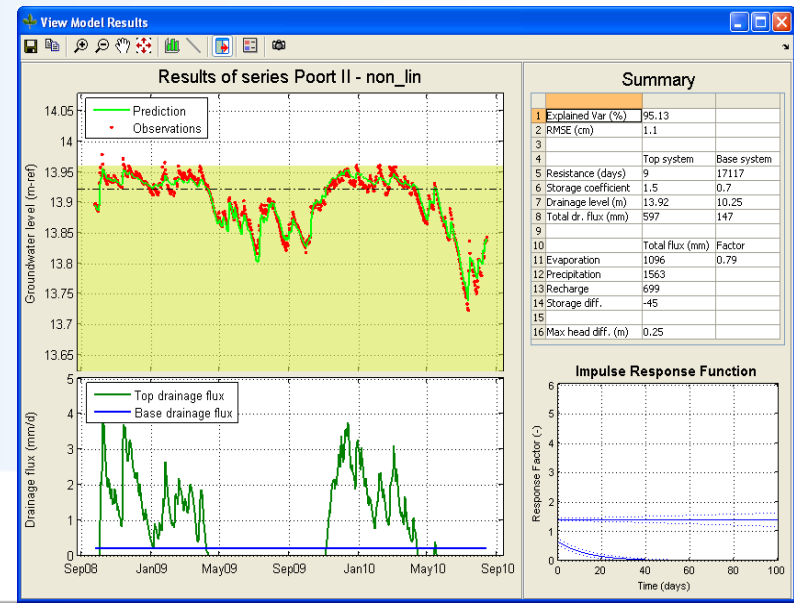 View Model Results
Results of series Poort II - non_lin
Prediction
Observations
Groundwater level (m-ref)
14.05
14
13.95
13.9
13.85
13.8
13.75
13.7
13.65
Top drainage flux
Base drainage flux
Drainage flux (mm/d)
5
4
3
2
1
0
Sep08 Jan09 May09 Sep09 Jan10 May10 Sep10
Summary
1 Explained Var (%) 95.13
2 RMSE (cm) 1.1
3
4 Top system Base system
5 Resistance (days) 9 17117
6 Storage coefficient 1.5 0.7
7 Drainage level (m) 13.92 10.25
8 Total dr. flux (mm) 597 147
9
10 Total flux (mm) Factor
11 Evaporation 1096 0.79
12 Precipitation 1563
13 Recharge 699
14 Storage diff. -45
15
16 Max head diff. (m) 0.25
Impulse Response Function
Response Factor (-)
6
5
4
3
2
1
0
0 20 40 60 80 100
Time (days)